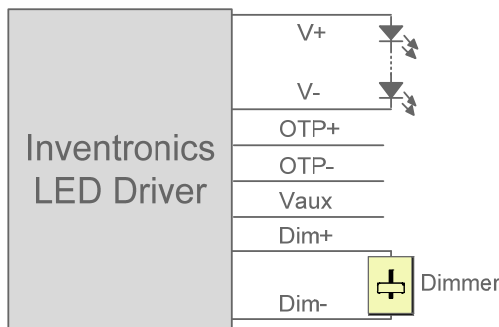 Inventronics
LED Driver
V+
V-
OTP+
OTP-
Vaux
Dim+
Dimmer
Dim-